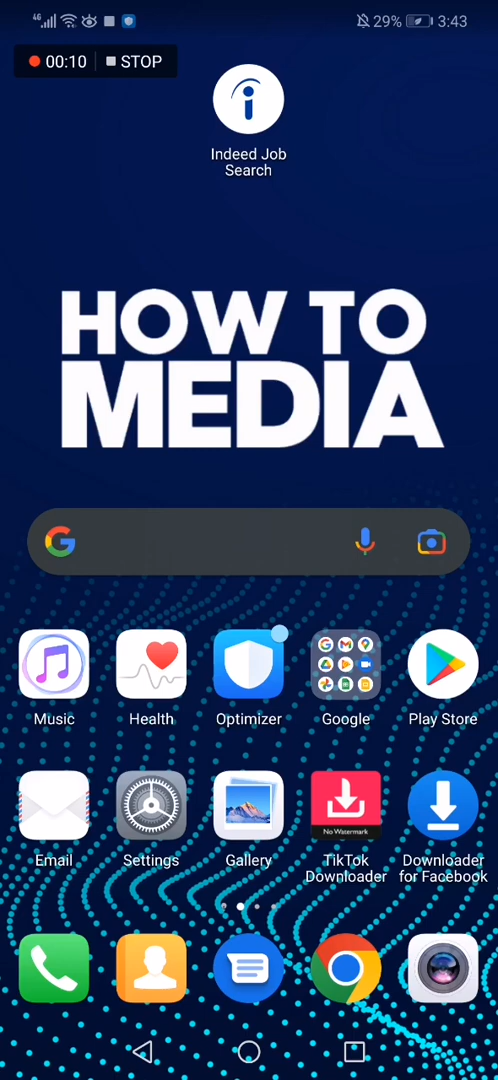 4G 29% 3:43
00:10 STOP
Indeed Job
Search
HOW TO
MEDIA
Music Health Optimizer Google Play Store
No Watermark
Email Settings Gallery TikTok Downloader
Downloader for Facebook